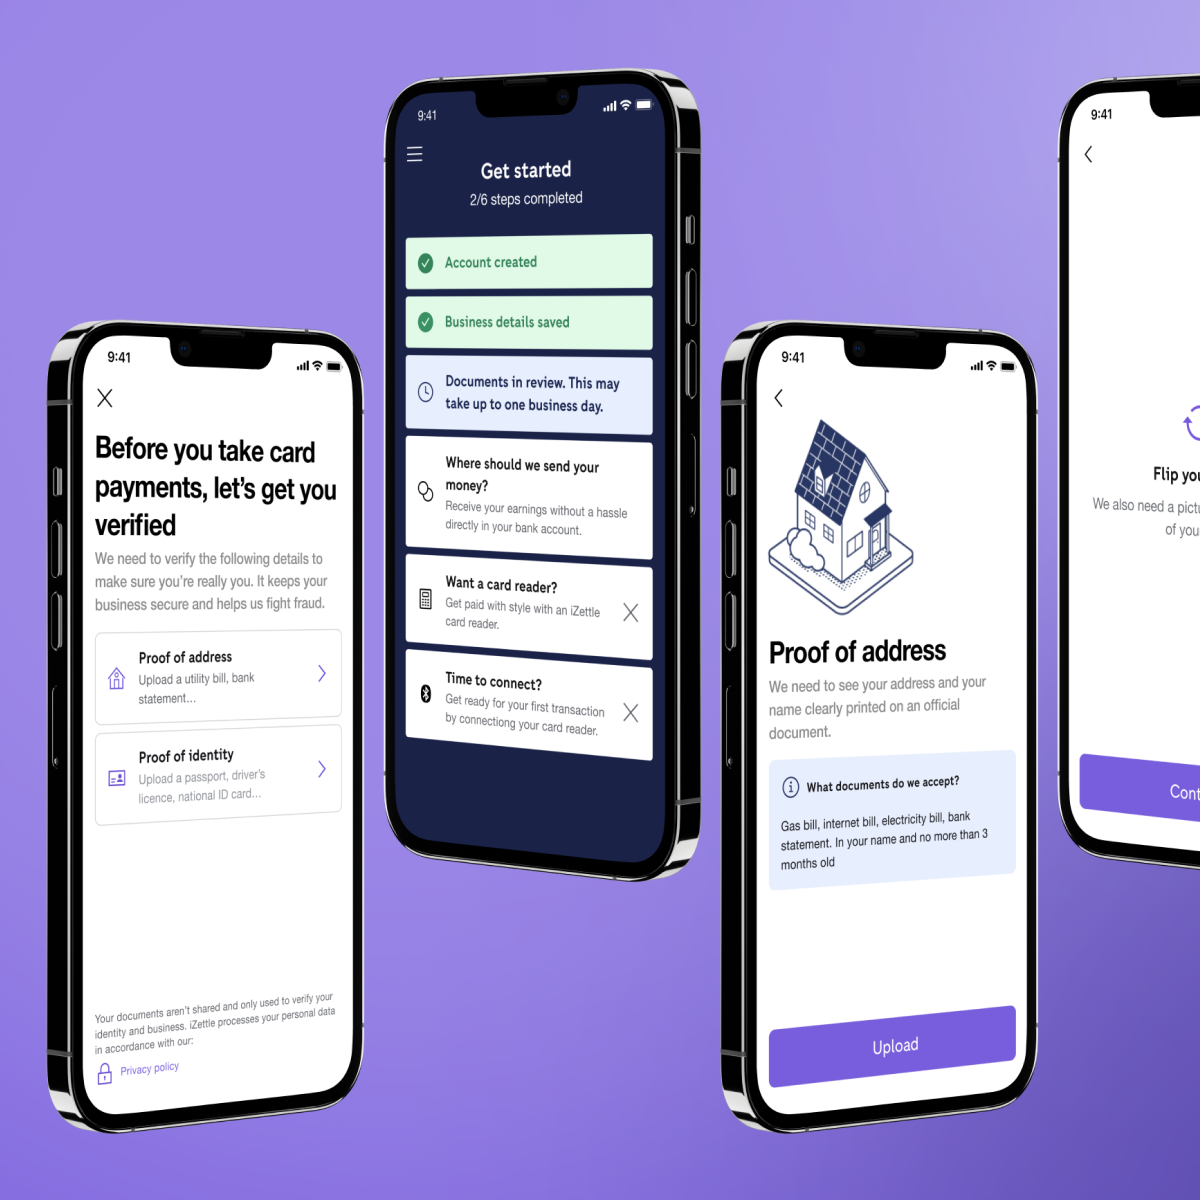 9:41
Before you take card
payments, let's get you
verified
We need to verify the following details to
make sure you're really you. It keeps your
business secure and helps us fight fraud.
Proof of address
Upload a utility bill, bank
statement...
Proof of identity
Upload a passport, driver's
licence, national ID card...
Your documents aren't shared and only used to verify your
identity and business. iZettle processes your personal data
in accordance with our:
Privacy policy
9:41
Get started
2/6 steps completed
Account created
Business details saved
Documents in review. This may
take up to one business day.
Where should we send your
money?
Receive your earnings without a hassle
directly in your bank account.
Want a card reader?
Get paid with style with an iZettle
card reader.
Time to connect?
Get ready for your first transaction
by connectiong your card reader.
9:41
Proof of address
We need to see your address and your
name clearly printed on an official
document.
What documents do we accept?
Gas bill, internet bill, electricity bill, bank
statement. In your name and no more than 3
months old
Upload
9:41
Flip you
We also need a pictu
of you
Cont